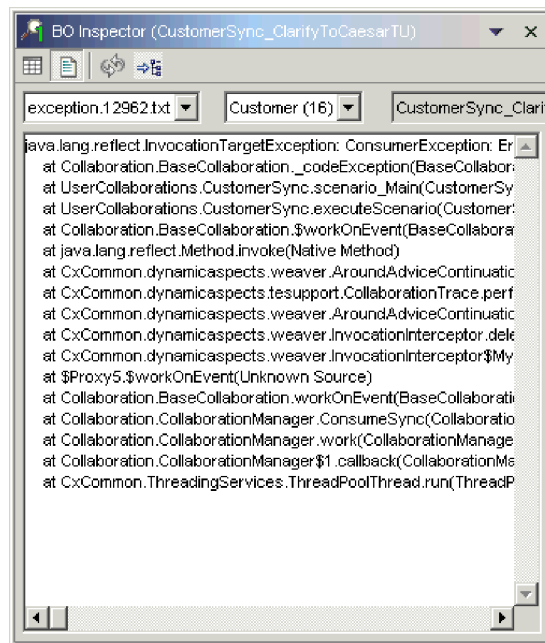 BO Inspector (CustomerSync_ClarifyToCaesarTU)
exception.12962.txt
Customer (16)
CustomerSync_Clari
java.lang.reflect.InvocationTargetException: ConsumerException: Er
at Collaboration.BaseCollaboration._codeException(BaseCollabor
at UserCollaborations.CustomerSync.scenario_Main(CustomerSy
at UserCollaborations.CustomerSync.executeScenario(Customer
at Collaboration.BaseCollaboration.$workOnEvent(BaseCollabora
at java.lang.reflect.Method.invoke(Native Method)
at CxCommon.dynamicaspects.weaver.AroundAdviceContinuatio
at CxCommon.dynamicaspects.tesupport.CollaborationTrace.perf
at CxCommon.dynamicaspects.weaver.AroundAdviceContinuatio
at CxCommon.dynamicaspects.weaver.InvocationInterceptor.dele
at CxCommon.dynamicaspects.weaver.InvocationInterceptor$My
at $Proxy5.$workOnEvent(Unknown Source)
at Collaboration.BaseCollaboration.workOnEvent(BaseCollaborati
at Collaboration.CollaborationManager.ConsumeSync(Collaboratio
at Collaboration.CollaborationManager.work(CollaborationManage
at Collaboration.CollaborationManager$1.callback(CollaborationMa
at CxCommon.ThreadingServices.ThreadPoolThread.run(ThreadP